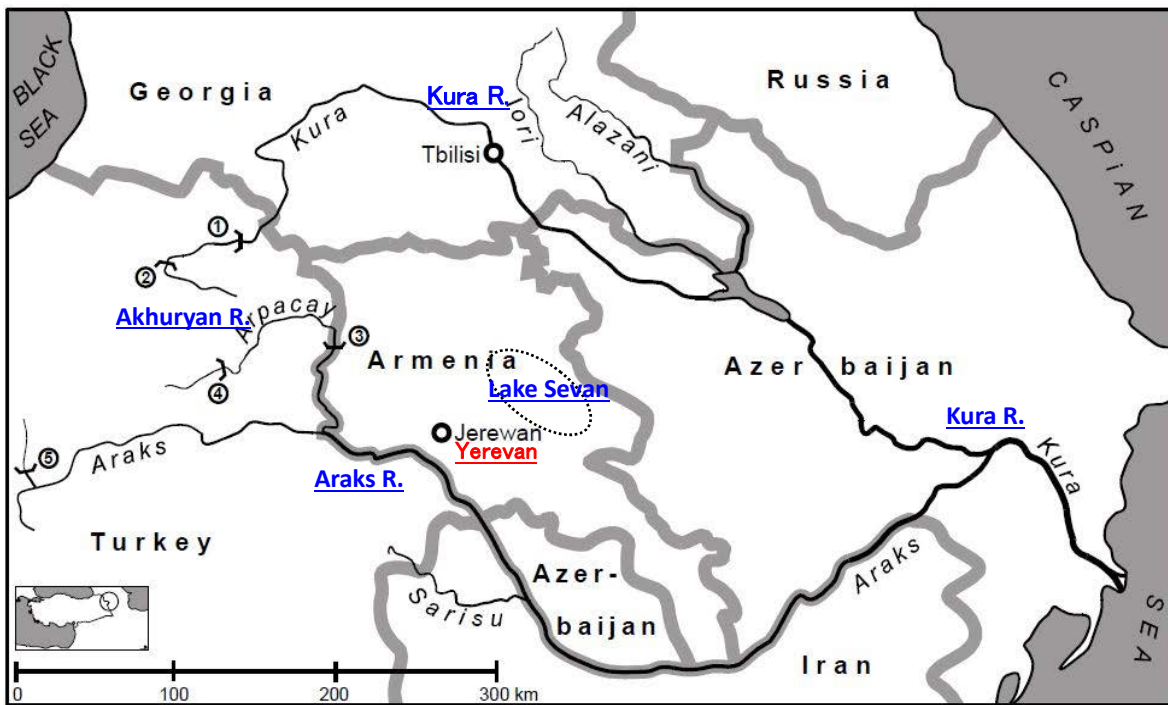 BLACK
SEA
Georgia
Kura R.
Kura
Iori
Alazani
Russia
CASPiAN
Tbilisi
①
②
Akhuryan R.
Arpacay
③
④
Armenia
Lake Sevan
Azer baijan
Kura R.
Kura
Jerewan
Yerevan
Araks
⑤
Araks R.
Turkey
Azer-
baijan
Sarisu
Araks
Iran
SEA
0 100 200 300 km